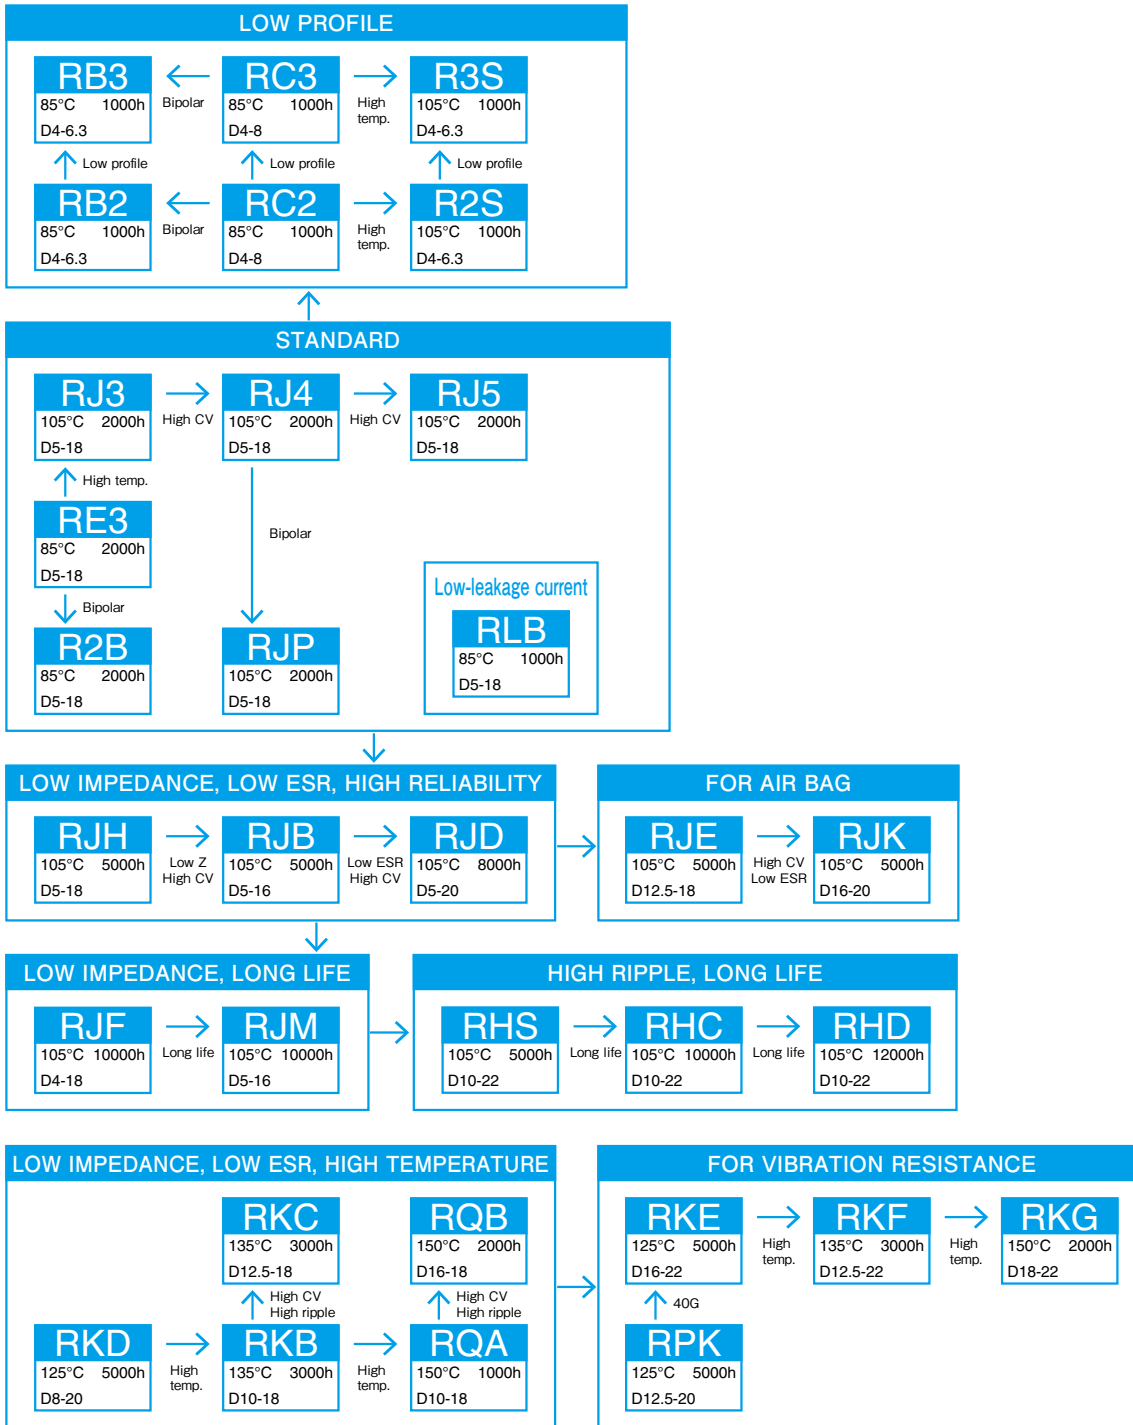 LOW PROFILE
RB3
85°C 1000h
D4-6.3
Bipolar
RC3
85°C 1000h
D4-8
High
temp.
R3S
105°C 1000h
D4-6.3
Low profile
Low profile
Low profile
RB2
85°C 1000h
D4-6.3
Bipolar
RC2
85°C 1000h
D4-8
High
temp.
R2S
105°C 1000h
D4-6.3
STANDARD
RJ3
105°C 2000h
D5-18
High CV
RJ4
105°C 2000h
D5-18
High CV
RJ5
105°C 2000h
D5-18
High temp.
RE3
85°C 2000h
D5-18
Bipolar
Bipolar
R2B
85°C 2000h
D5-18
RJP
105°C 2000h
D5-18
Low-leakage current
RLB
85°C 1000h
D5-18
LOW IMPEDANCE, LOW ESR, HIGH RELIABILITY
RJH
105°C 5000h
D5-18
Low Z
High CV
RJB
105°C 5000h
D5-16
Low ESR
High CV
RJD
105°C 8000h
D5-20
FOR AIR BAG
RJE
105°C 5000h
D12.5-18
High CV
Low ESR
RJK
105°C 5000h
D16-20
LOW IMPEDANCE, LONG LIFE
RJF
105°C 10000h
D4-18
Long life
RJM
105°C 10000h
D5-16
HIGH RIPPLE, LONG LIFE
RHS
105°C 5000h
D10-22
Long life
RHC
105°C 10000h
D10-22
Long life
RHD
105°C 12000h
D10-22
LOW IMPEDANCE, LOW ESR, HIGH TEMPERATURE
RKC
135°C 3000h
D12.5-18
RQB
150°C 2000h
D16-18
High CV
High ripple
High CV
High ripple
RKD
125°C 5000h
D8-20
High
temp.
RKB
135°C 3000h
D10-18
High
temp.
RQA
150°C 1000h
D10-18
FOR VIBRATION RESISTANCE
RKE
125°C 5000h
D16-22
High
temp.
RKF
135°C 3000h
D12.5-22
High
temp.
RKG
150°C 2000h
D18-22
40G
RPK
125°C 5000h
D12.5-20